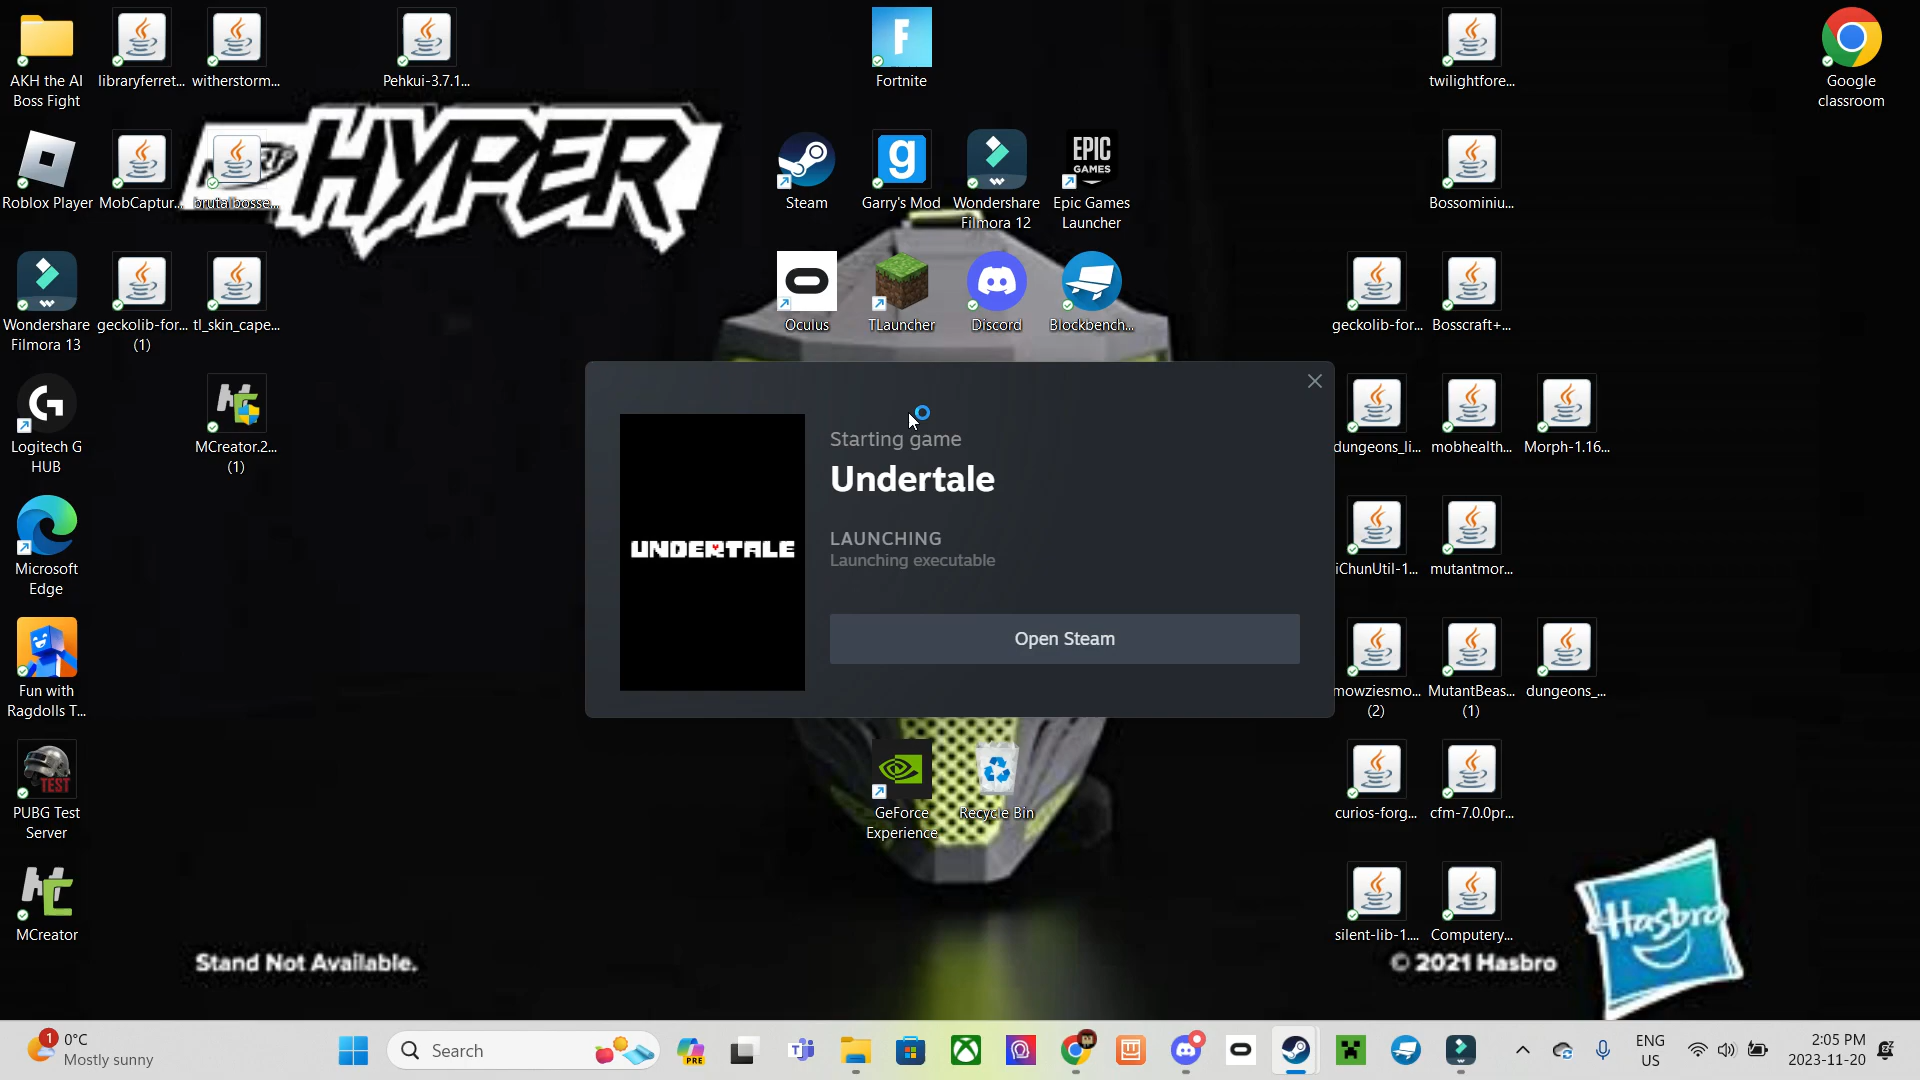 AKH the AI
Boss Fight
libraryferret...
witherstorm...
Pehkui-3.7.1...
Fortnite
twilightfore...
Google
classroom
HYPER
Roblox Player
MobCaptur...
brutalbosse...
Steam
Garry's Mod
Wondershare
Filmora 12
EPIC
GAMES
Epic Games
Launcher
Bossominiu...
Wondershare
Filmora 13
geckolib-for...
(1)
tl_skin_cape...
Oculus
TLauncher
Discord
Blockbench...
geckolib-for...
Bosscraft+...
Logitech G
HUB
MCreator.2...
(1)
Starting game
Undertale
LAUNCHING
Launching executable
UNDERTALE
Open Steam
dungeons_li...
mobhealth...
Morph-1.16...
Microsoft
Edge
iChunUtil-1...
mutantmor...
Fun with
Ragdolls T...
mowziesmo...
(2)
MutantBeas...
(1)
dungeons_...
TEST
PUBG Test
Server
GeForce
Experience
Recycle Bin
curios-forg...
cfm-7.0.0pr...
MCreator
silent-lib-1....
Computery...
Stand Not Available.
© 2021 Hasbro
Hasbro
1
0°C
Mostly sunny
Search
PRE
ENG
US
2:05 PM
2023-11-20